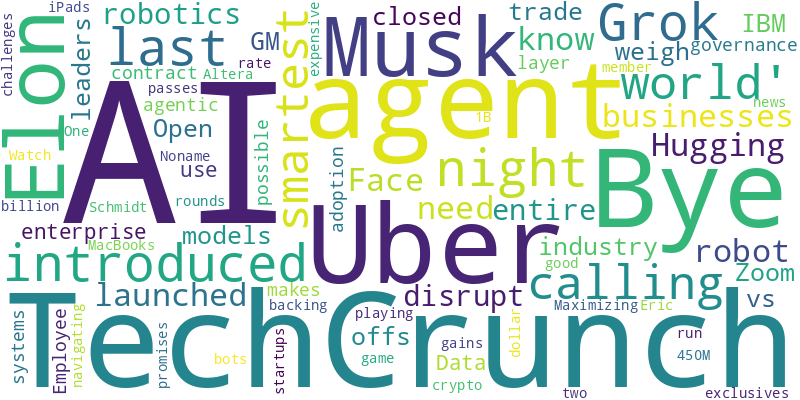 challenges
iPads
Elon
leaders
robotics
last
GM
contract
Altera
rate
passes
agentic
One
Open
AI
Noname
use
Watch
Schmidt
rounds
billion
enterprise
MacBooks
models
possible
smartest
expensive
Musk
closed
trade
know
layer
Grok
weigh
IBM
governance
member
world'
news
agent
1B
businesses
Hugging
night
Face
adoption
need
entire
Bye
Uber
industry
good
robot
Zoom
introduced
launched
makes
backing
disrupt
calling
Maximizing
Eric
vs
TechCrunch
systems
Employee
navigating
promises
bots
startups
offs
playing
game
gains
Data
crypto
dollar
two
run
450M
exclusives